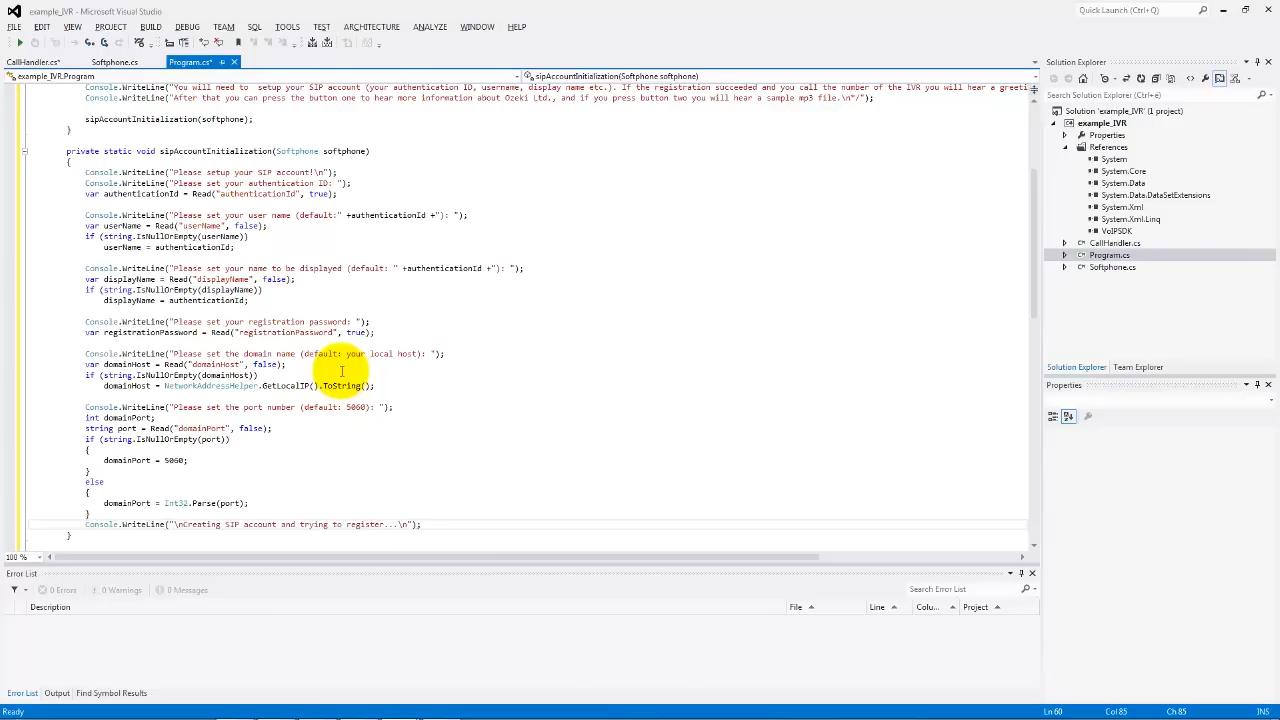 example_IVR - Microsoft Visual Studio
Quick Launch (Ctrl+Q)
FILE EDIT VIEW PROJECT BUILD DEBUG TEAM SQL TOOLS TEST ARCHITECTURE ANALYZE WINDOW HELP
CallHandler.cs* Softphone.cs Program.cs*
example_IVR.Program
sipAccountInitialization(Softphone softphone)
Console.WriteLine("You will need to  setup your SIP account (your authentication ID, username, display name etc.). If the registration succeeded and you call the number of the IVR you will hear a greeti
Console.WriteLine("After that you can press the button one to hear more information about Ozeki Ltd., and if you press button two you will hear a sample mp3 file.\n*/");
sipAccountInitialization(softphone);
}
private static void sipAccountInitialization(Softphone softphone)
{
Console.WriteLine("Please setup your SIP account!\n");
Console.WriteLine("Please set your authentication ID: ");
var authenticationId = Read("authenticationId", true);
Console.WriteLine("Please set your user name (default:" +authenticationId +"): ");
var userName = Read("userName", false);
if (string.IsNullOrEmpty(userName))
userName = authenticationId;
Console.WriteLine("Please set your name to be displayed (default: " +authenticationId +"): ");
var displayName = Read("displayName", false);
if (string.IsNullOrEmpty(displayName))
displayName = authenticationId;
Console.WriteLine("Please set your registration password: ");
var registrationPassword = Read("registrationPassword", true);
Console.WriteLine("Please set the domain name (default: your local host): ");
var domainHost = Read("domainHost", false);
if (string.IsNullOrEmpty(domainHost))
domainHost = NetworkAddressHelper.GetLocalIP().ToString();
Console.WriteLine("Please set the port number (default: 5060): ");
int domainPort;
string port = Read("domainPort", false);
if (string.IsNullOrEmpty(port))
{
domainPort = 5060;
}
else
{
domainPort = Int32.Parse(port);
}
Console.WriteLine("\nCreating SIP account and trying to register...\n");
}
100 %
Solution Explorer
Search Solution Explorer (Ctrl+é)
Solution 'example_IVR' (1 project)
example_IVR
Properties
References
System
System.Core
System.Data
System.Data.DataSetExtensions
System.Xml
System.Xml.Linq
VoIPSDK
CallHandler.cs
Program.cs
Softphone.cs
Solution Explorer Team Explorer
Properties
Error List
0 Errors 0 Warnings 0 Messages
Search Error List
Description File Line Colu... Project
Error List Output Find Symbol Results
Ready Ln 60 Col 85 Ch 85 INS